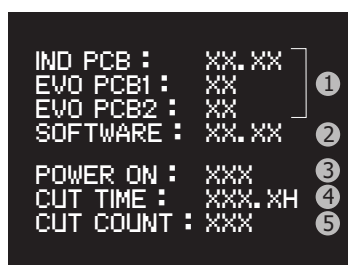 IND PCB : XX.XX
EVO PCB1 : XX 1
EVO PCB2 : XX
SOFTWARE : XX.XX 2
POWER ON : XXX 3
CUT TIME : XXX.XH 4
CUT COUNT : XXX 5